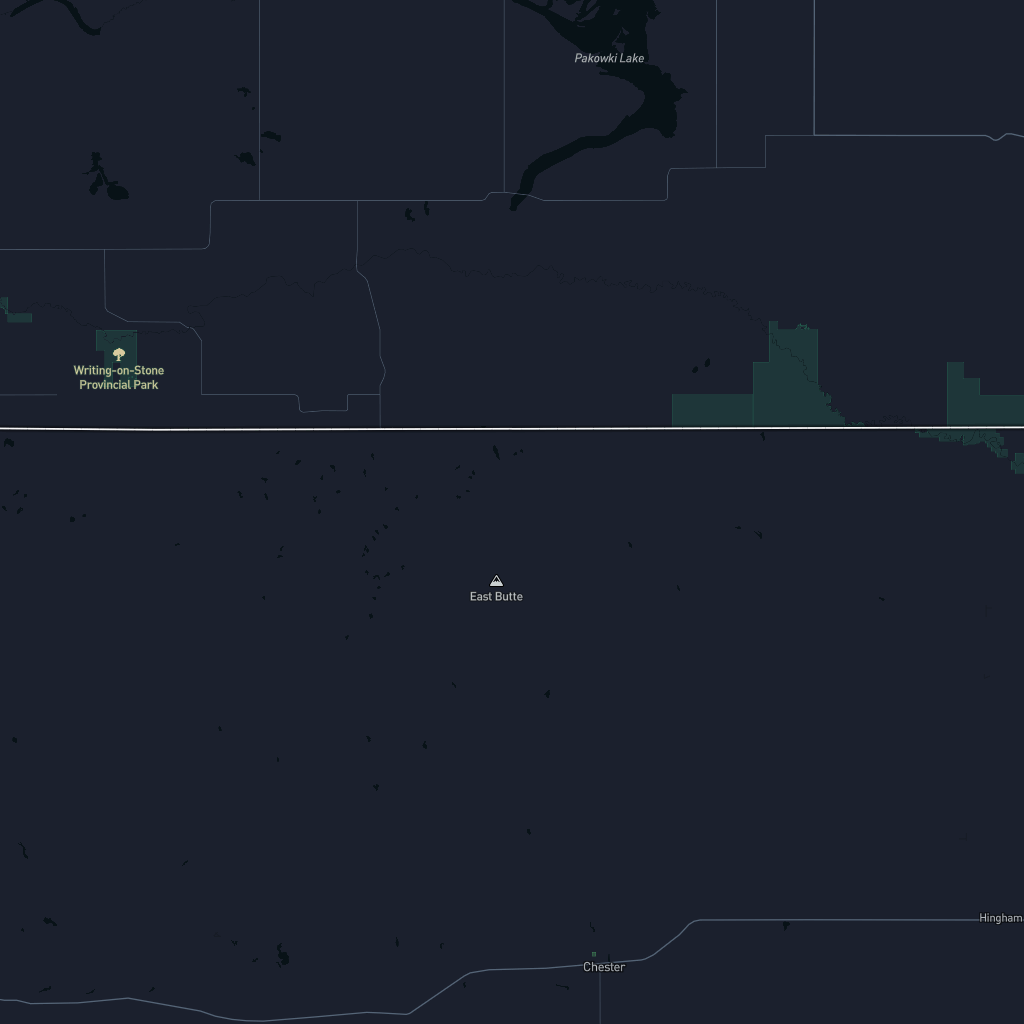 Pakowki Lake
Writing-on-Stone
Provincial Park
East Butte
Hingham
Chester